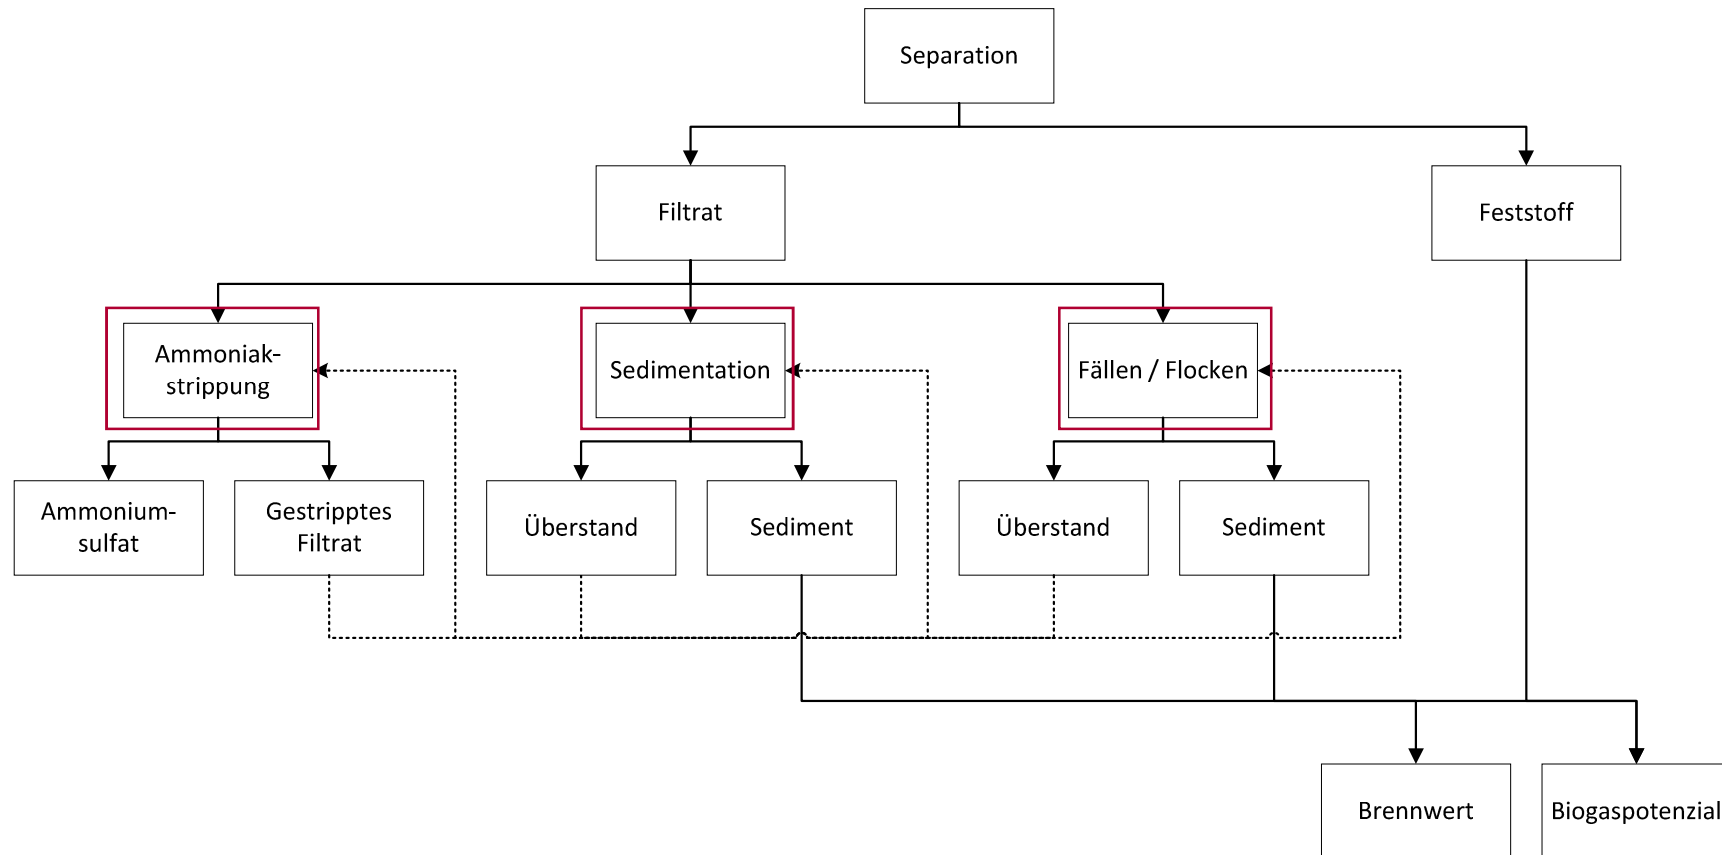 Separation
Filtrat
Feststoff
Ammoniak-
strippung
Sedimentation
Fällen / Flocken
Ammonium-
sulfat
Gestripptes
Filtrat
Überstand
Sediment
Überstand
Sediment
Brennwert
Biogaspotenzial